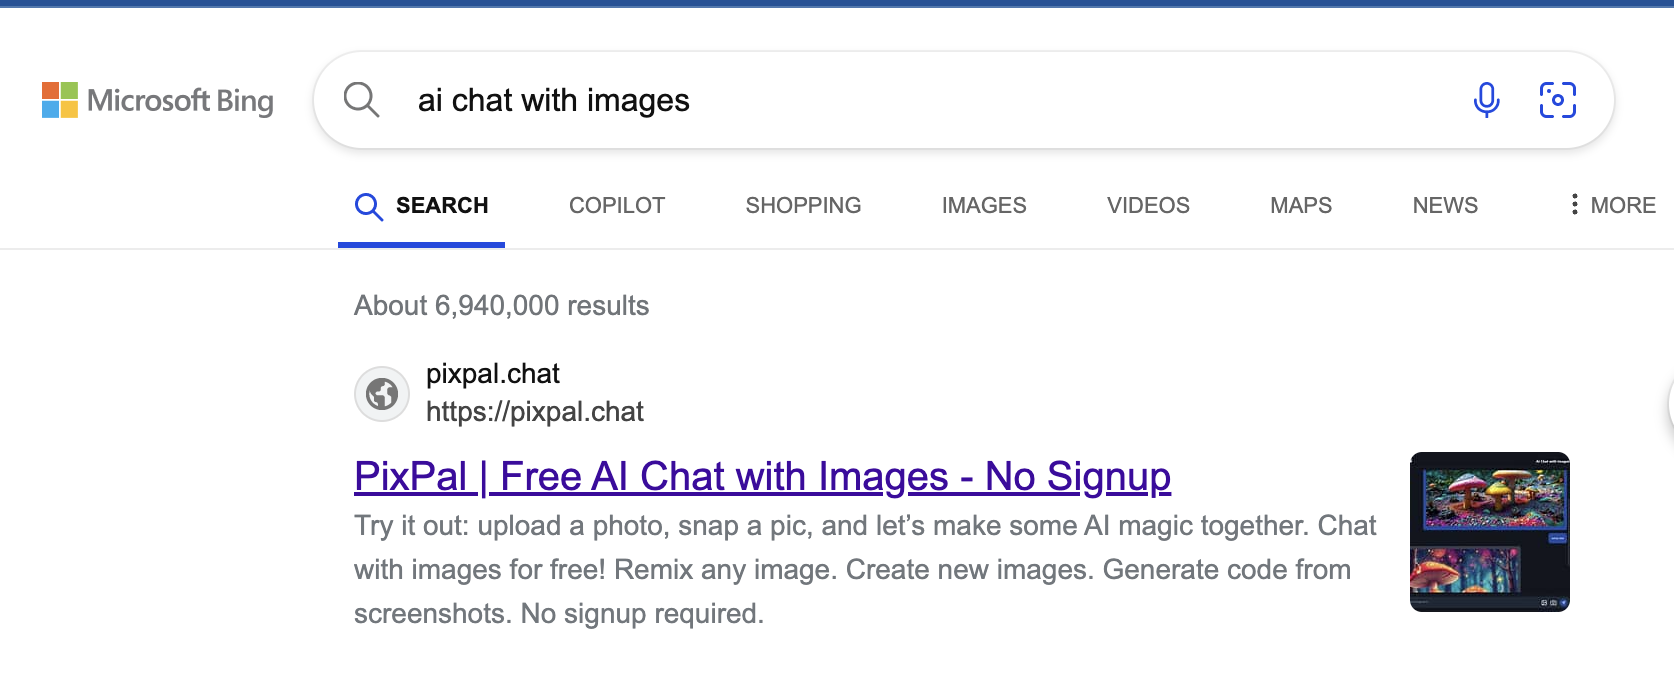 Microsoft Bing
ai chat with images
SEARCH COPILOT SHOPPING IMAGES VIDEOS MAPS NEWS MORE
About 6,940,000 results
pixpal.chat
https://pixpal.chat
PixPal | Free AI Chat with Images - No Signup
Try it out: upload a photo, snap a pic, and let’s make some AI magic together. Chat
with images for free! Remix any image. Create new images. Generate code from
screenshots. No signup required.